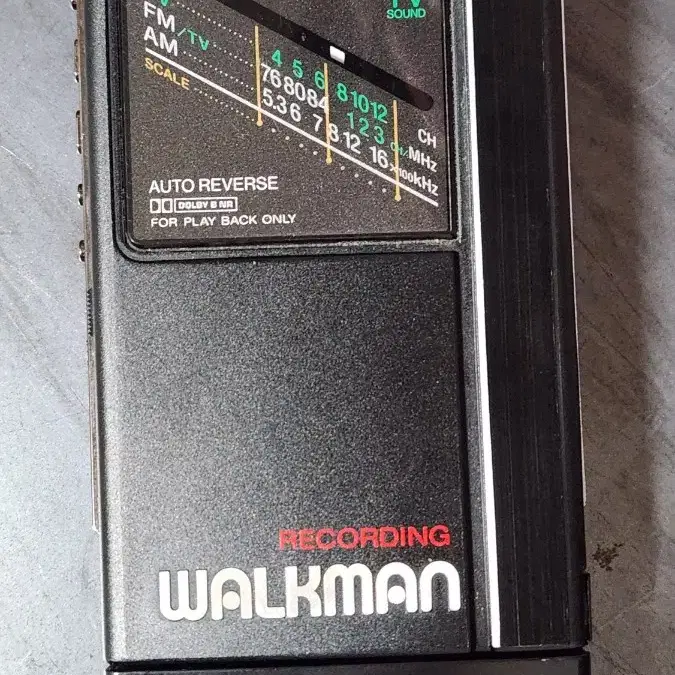 TV
SOUND
FM/TV
AM
SCALE
4 5 6 8 10 12
76 80 84 1 2 3 CH/MHz
5.3 6 7 8 12 16 ×100kHz
CH
AUTO REVERSE
DOLBY B NR
FOR PLAY BACK ONLY
RECORDING
WALKMAN